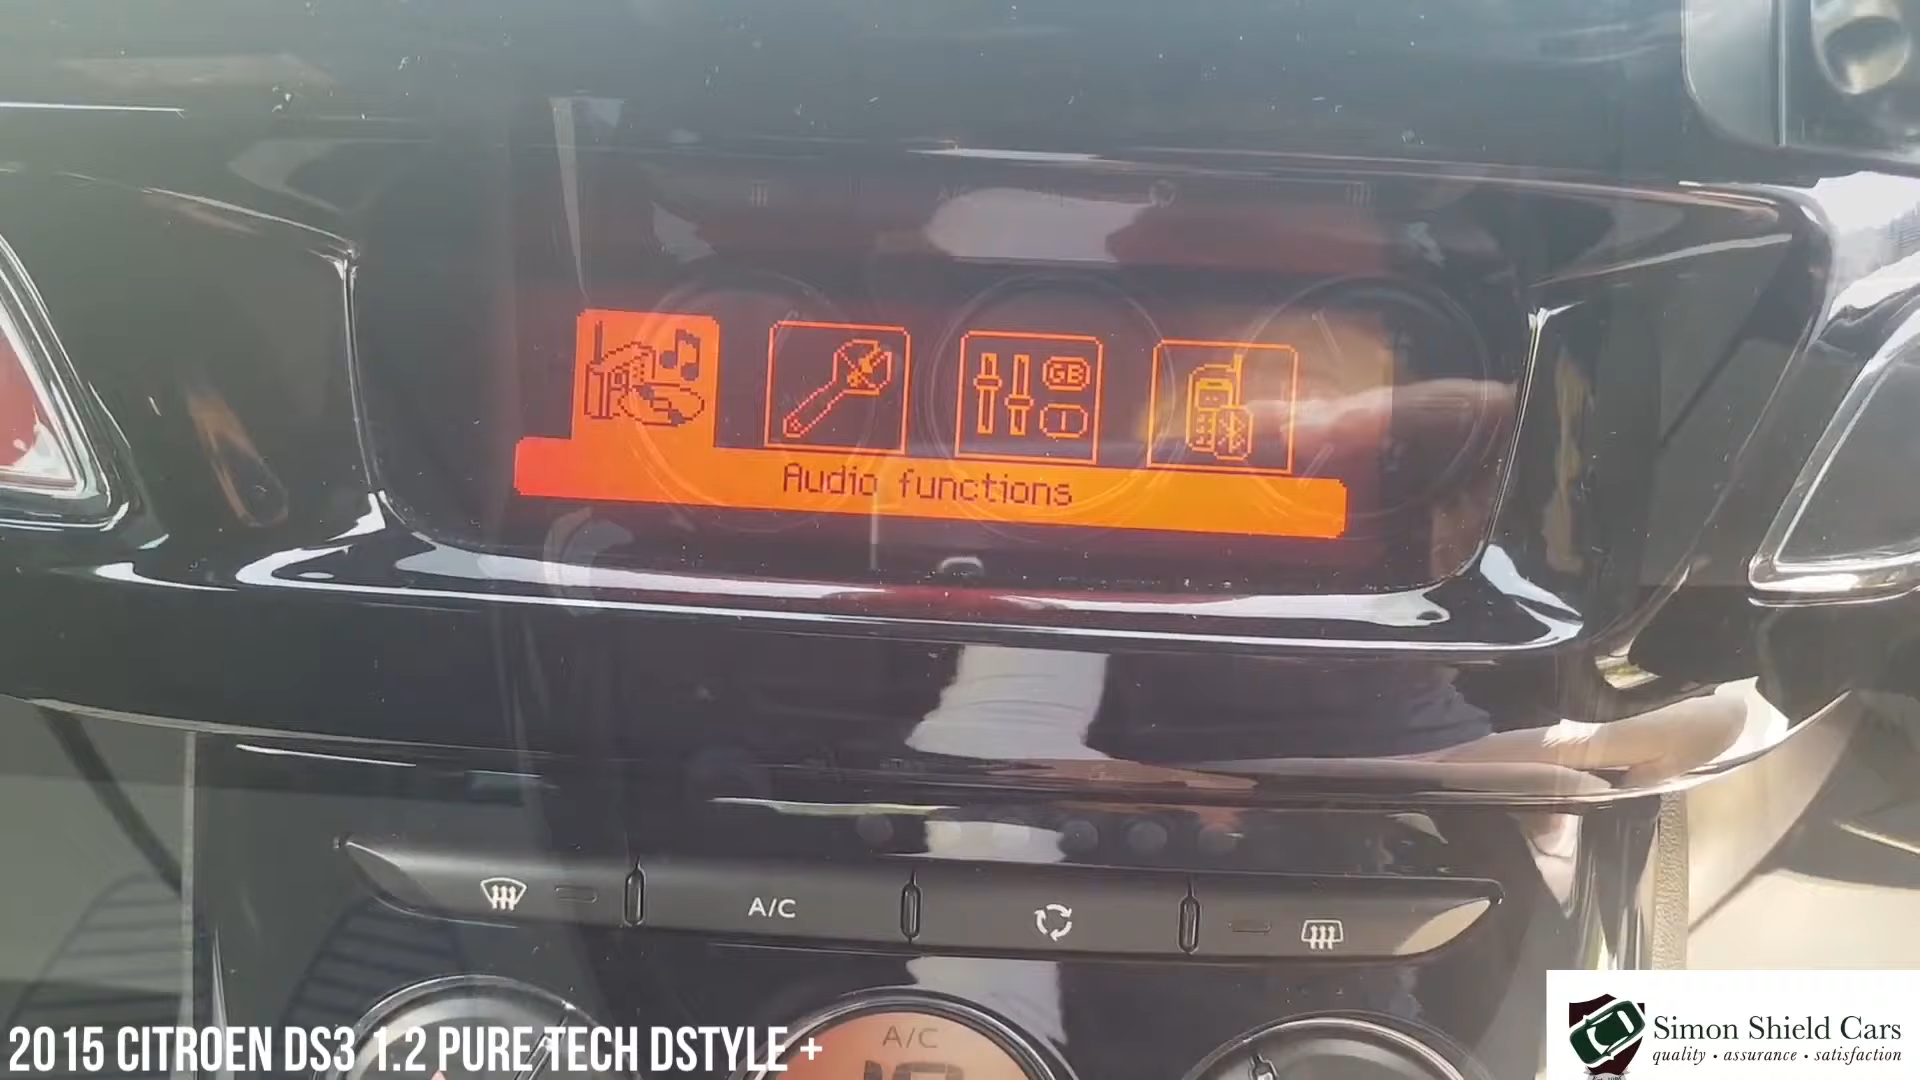 GB
Audio functions
A/C
A/C
2015 CITROEN DS3 1.2 PURE TECH DSTYLE +
Simon Shield Cars
quality • assurance • satisfaction